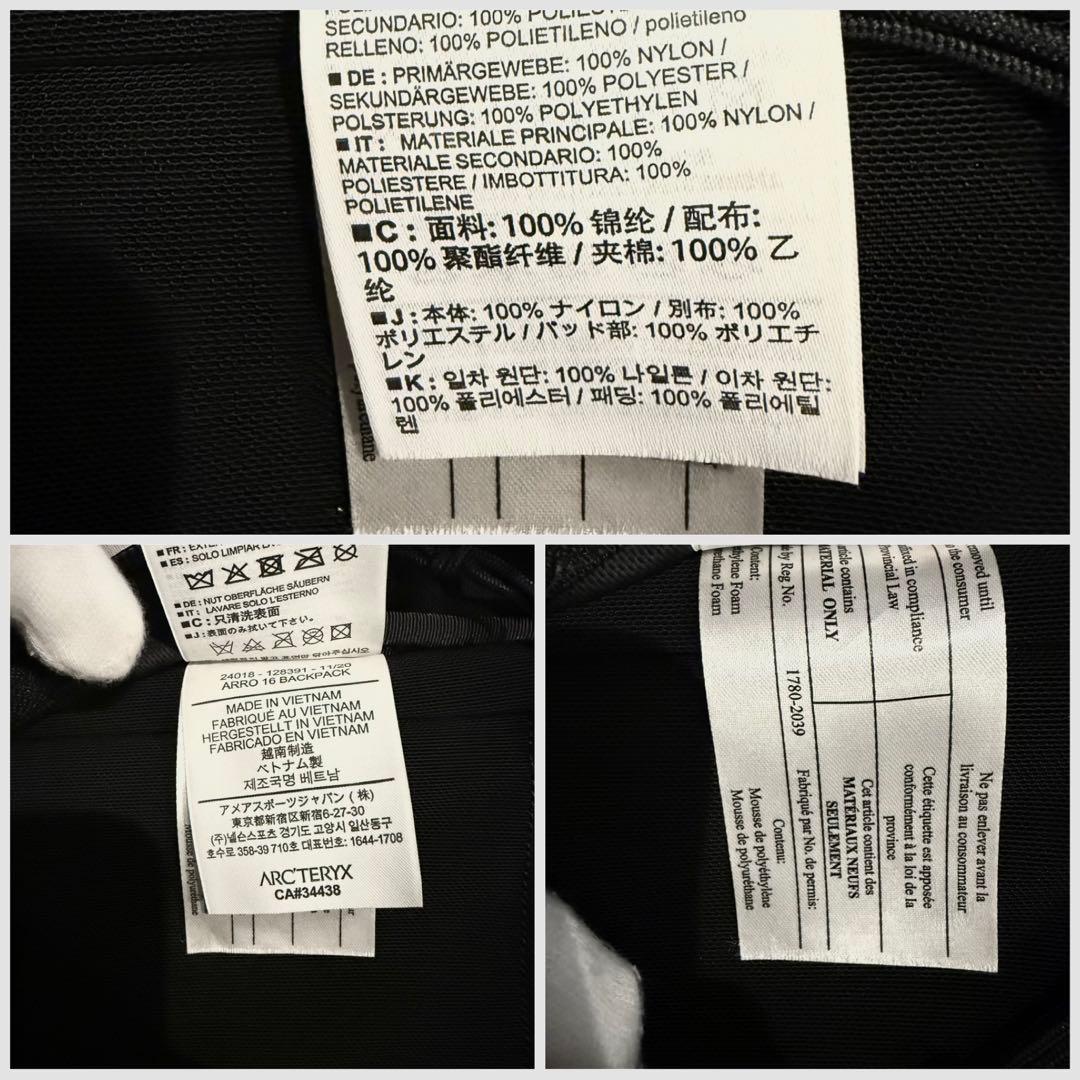 SECUNDARIO: 100%
RELLENO: 100% POLIETILENO / polietileno
■ DE : PRIMÄRGEWEBE: 100% NYLON /
SEKUNDÄRGEWEBE: 100% POLYESTER /
POLSTERUNG: 100% POLYETHYLEN
■ IT : MATERIALE PRINCIPALE: 100% NYLON /
MATERIALE SECONDARIO: 100%
POLIESTERE / IMBOTTITURA: 100%
POLIETILENE
■C : 面料: 100% 锦纶 / 配布:
100% 聚酯纤维 / 夹棉: 100% 乙
纶
■J : 本体: 100% ナイロン / 別布: 100%
ポリエステル / パッド部: 100% ポリエチ
レン
■K : 일차 원단: 100% 나일론 / 이차 원단:
100% 폴리에스터 / 패딩: 100% 폴리에틸
렌
■ ES : SOLO LIMPIAR
■ DE : NUT OBERFLÄCHE SÄUBERN
■ IT : LAVARE SOLO L'ESTERNO
■C : 只清洗表面
■J : 表面のみ拭いて下さい。
24018 - 128391 - 11/20
ARRO 16 BACKPACK
MADE IN VIETNAM
FABRIQUÉ AU VIETNAM
HERGESTELLT IN VIETNAM
FABRICADO EN VIETNAM
越南制造
ベトナム製
제조국명 베트남
アメアスポーツジャパン ( 株)
東京都新宿区新宿6-27-30
(주)넬슨스포츠 경기도 고양시 일산동구
호수로 358-39 710호 대표번호: 1644-1708
ARC'TERYX
CA#34438
Mousse de polyuréthane
removed until
the consumer
in compliance
Provincial Law
article contains
MATERIAL ONLY
by Reg No.
1780-2039
Content:
Foam
Foam
Ne pas enlever avant la
livraison au consommateur
Cette étiquette est apposée
conformément à la loi de la
province
Cet article contient des
MATÉRIAUX NEUFS
SEULEMENT
Fabriqué par No. de permis:
Contenu:
Mousse de polyéthylène
Mousse de polyuréthane